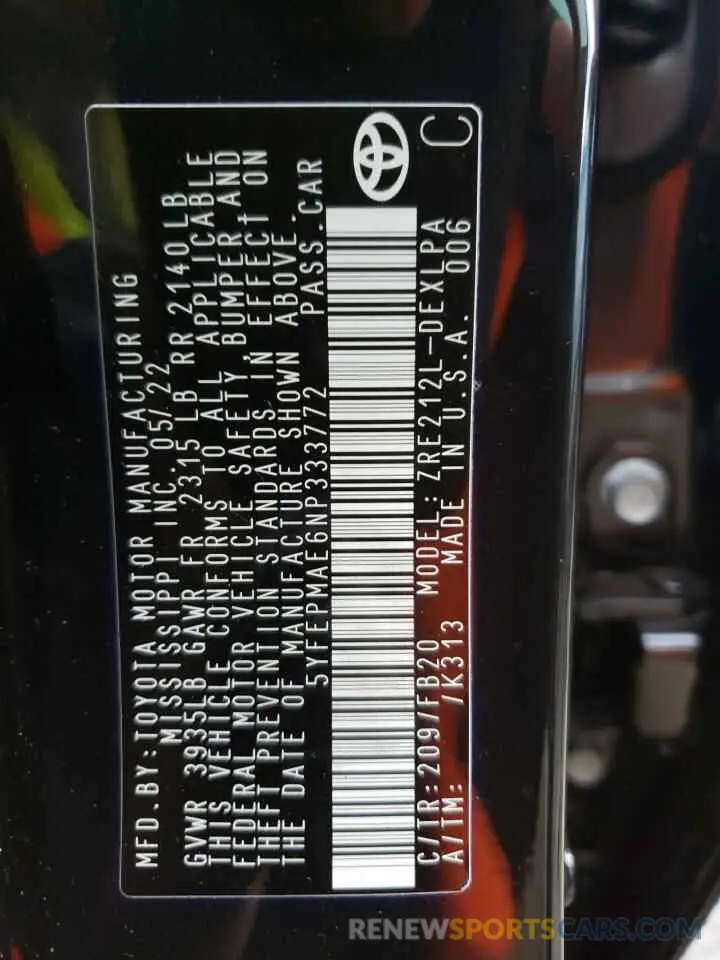 MFD.BY:TOYOTA MOTOR MANUFACTURING
MISSISSIPPI INC. 05/22
GVWR 3935LB GAWR FR 2315 LB RR 2140LB
THIS VEHICLE CONFORMS TO ALL APPLICABLE
FEDERAL MOTOR VEHICLE SAFETY, BUMPER AND
THEFT PREVENTION STANDARDS IN EFFECT ON
THE DATE OF MANUFACTURE SHOWN ABOVE.
5YFEPMAE6NP333772 PASS.CAR
C/TR:209/FB20 MODEL:ZRE212L-DEXLPA
A/TM: /K313 MADE IN U.S.A. 006
C
RENEWSPORTSCARS.COM